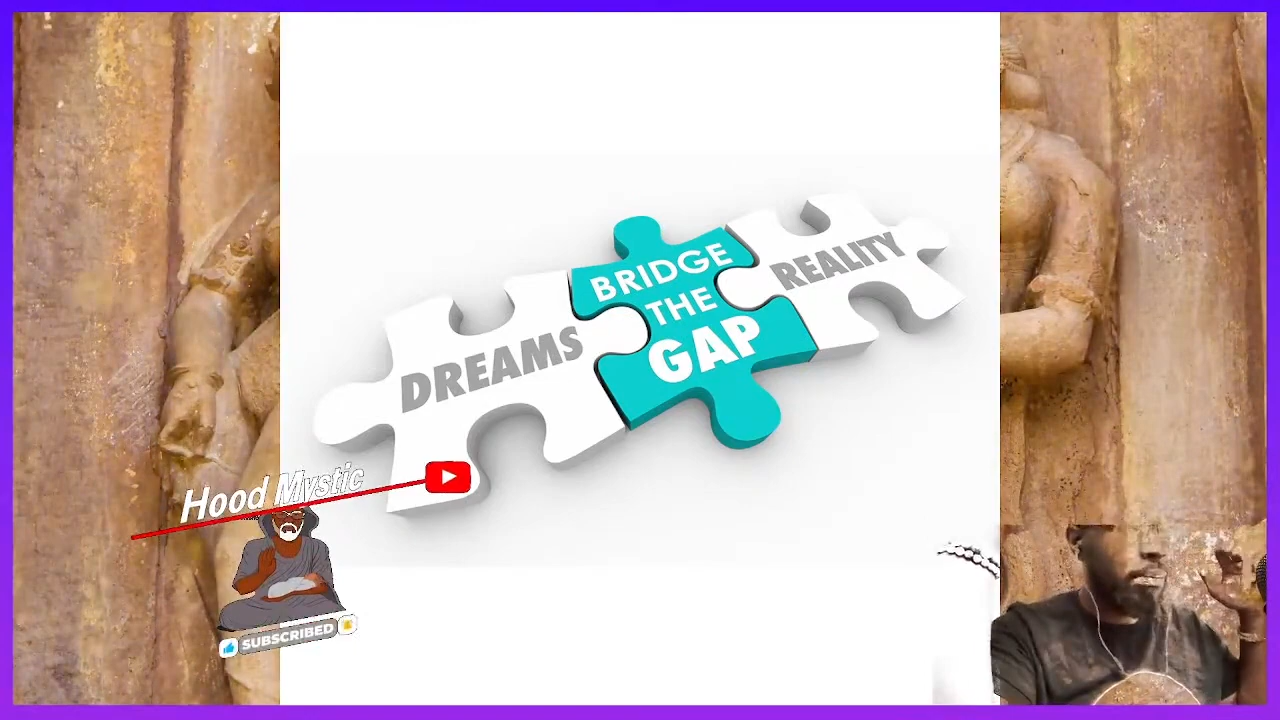 DREAMS
BRIDGE
THE
GAP
REALITY
Hood Mystic
SUBSCRIBED